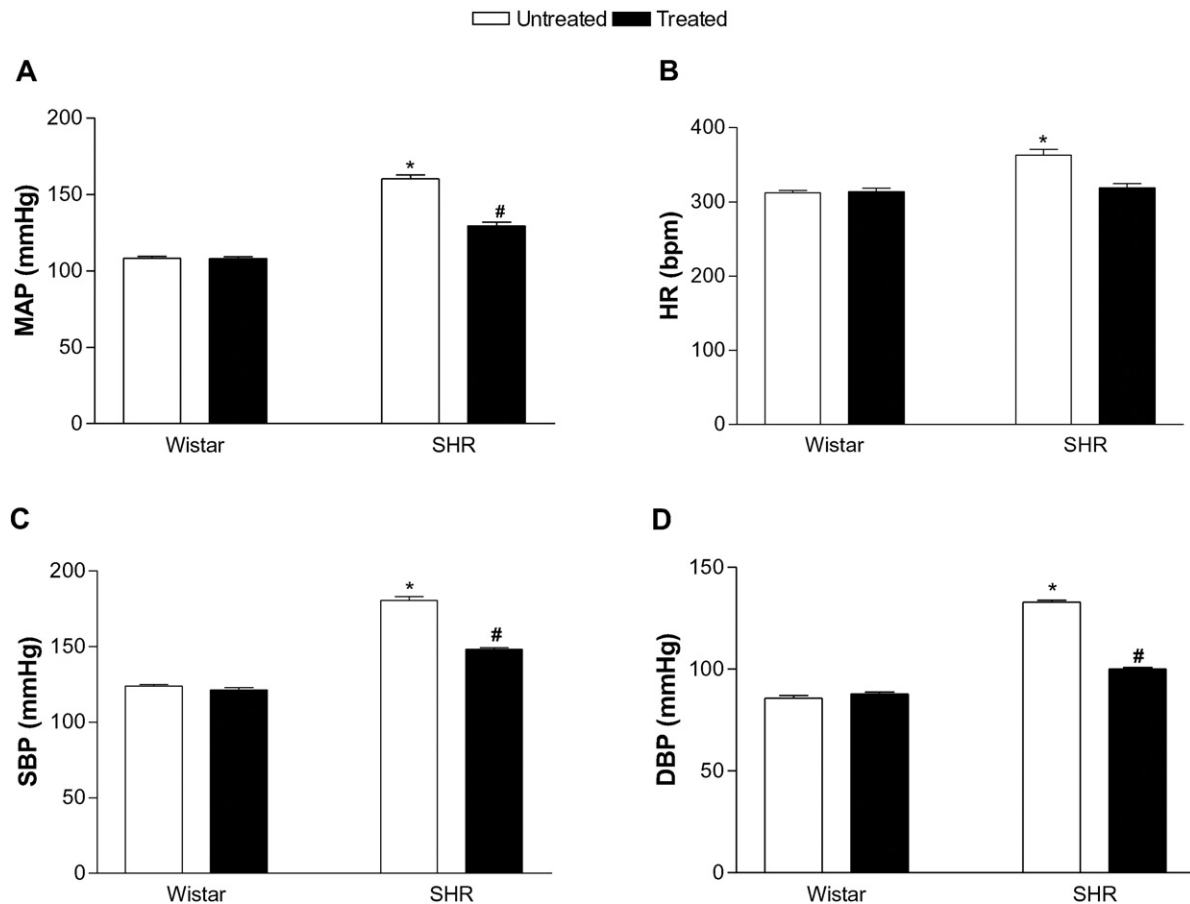 Untreated Treated
A
MAP (mmHg)
200
150
100
50
0
*
#
Wistar SHR
B
HR (bpm)
400
300
200
100
0
*
Wistar SHR
C
SBP (mmHg)
200
150
100
50
0
*
#
Wistar SHR
D
DBP (mmHg)
150
100
50
0
*
#
Wistar SHR